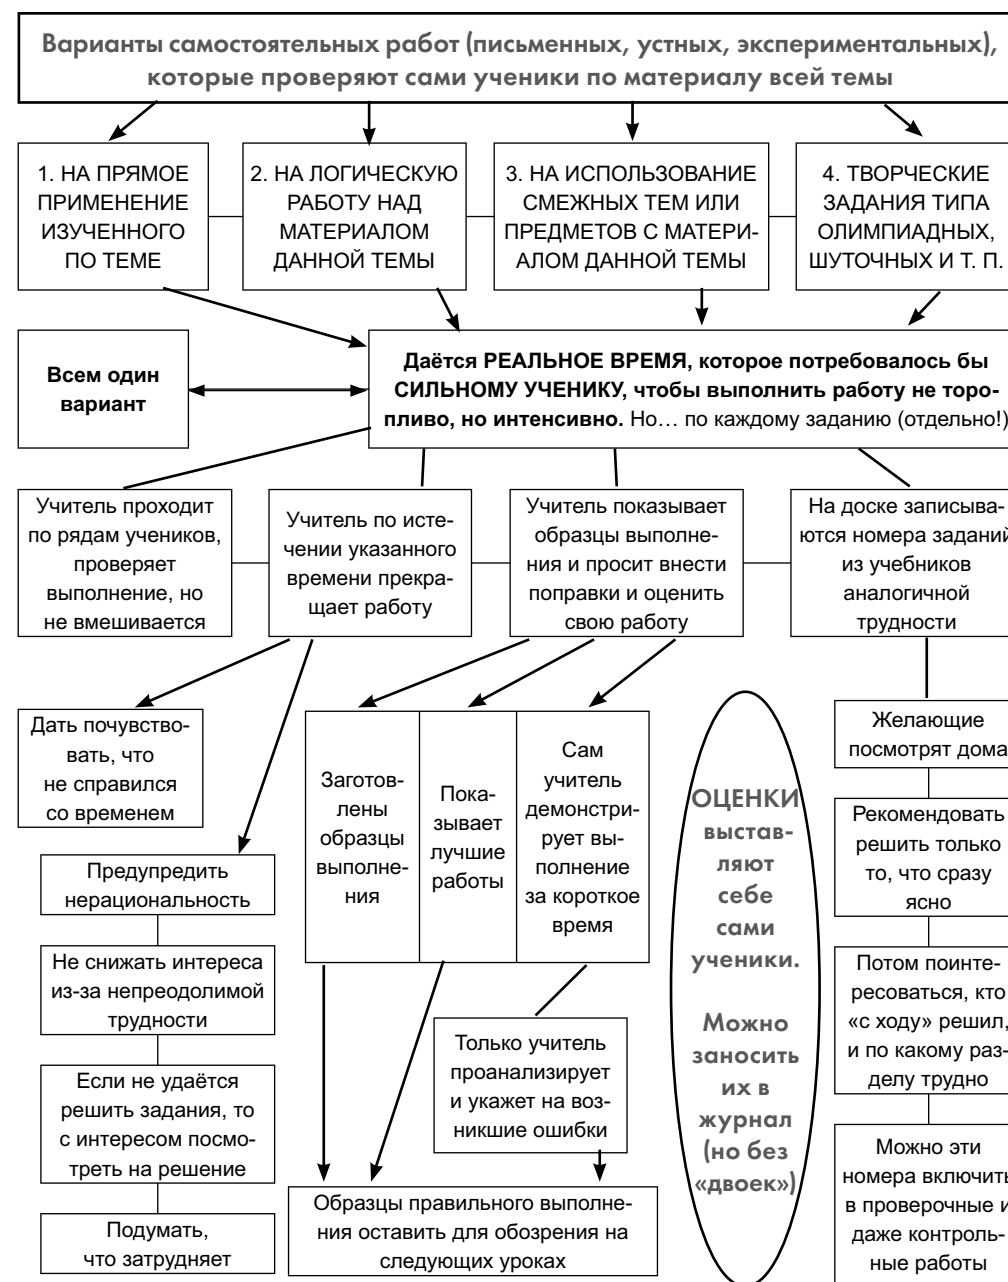 Варианты самостоятельных работ (письменных, устных, экспериментальных),
которые проверяют сами ученики по материалу всей темы
1. НА ПРЯМОЕ
ПРИМЕНЕНИЕ
ИЗУЧЕННОГО
ПО ТЕМЕ
2. НА ЛОГИЧЕСКУЮ
РАБОТУ НАД
МАТЕРИАЛОМ
ДАННОЙ ТЕМЫ
3. НА ИСПОЛЬЗОВАНИЕ
СМЕЖНЫХ ТЕМ ИЛИ
ПРЕДМЕТОВ С МАТЕРИ-
АЛОМ ДАННОЙ ТЕМЫ
4. ТВОРЧЕСКИЕ
ЗАДАНИЯ ТИПА
ОЛИМПИАДНЫХ,
ШУТОЧНЫХ И Т. П.
Всем один
вариант
Даётся РЕАЛЬНОЕ ВРЕМЯ, которое потребовалось бы
СИЛЬНОМУ УЧЕНИКУ, чтобы выполнить работу не торо-
пливо, но интенсивно. Но... по каждому заданию (отдельно!)
Учитель проходит
по рядам учеников,
проверяет
выполнение, но
не вмешивается
Учитель по исте-
чении указанного
времени прекра-
щает работу
Учитель показывает
образцы выполне-
ния и просит внести
поправки и оценить
свою работу
На доске записыва-
ются номера заданий
из учебников
аналогичной
трудности
Дать почувство-
вать, что
не справился
со временем
Предупредить
нерациональность
Не снижать интереса
из-за непреодолимой
трудности
Если не удаётся
решить задания, то
с интересом посмо-
треть на решение
Подумать,
что затрудняет
Заготов-
лены
образцы
выполне-
ния
Пока-
зывает
лучшие
работы
Сам
учитель
демонстри-
рует вы-
полнение
за короткое
время
Только учитель
проанализирует
и укажет на воз-
никшие ошибки
Образцы правильного выполне-
ния оставить для обозрения на
следующих уроках
ОЦЕНКИ
выстав-
ляют
себе
сами
ученики.
Можно
заносить
их в
журнал
(но без
«двоек»)
Желающие
посмотрят дома
Рекомендовать
решить только
то, что сразу
ясно
Потом поинте-
ресоваться, кто
«с ходу» решил,
и по какому раз-
делу трудно
Можно эти
номера включить
в проверочные и
даже контроль-
ные работы